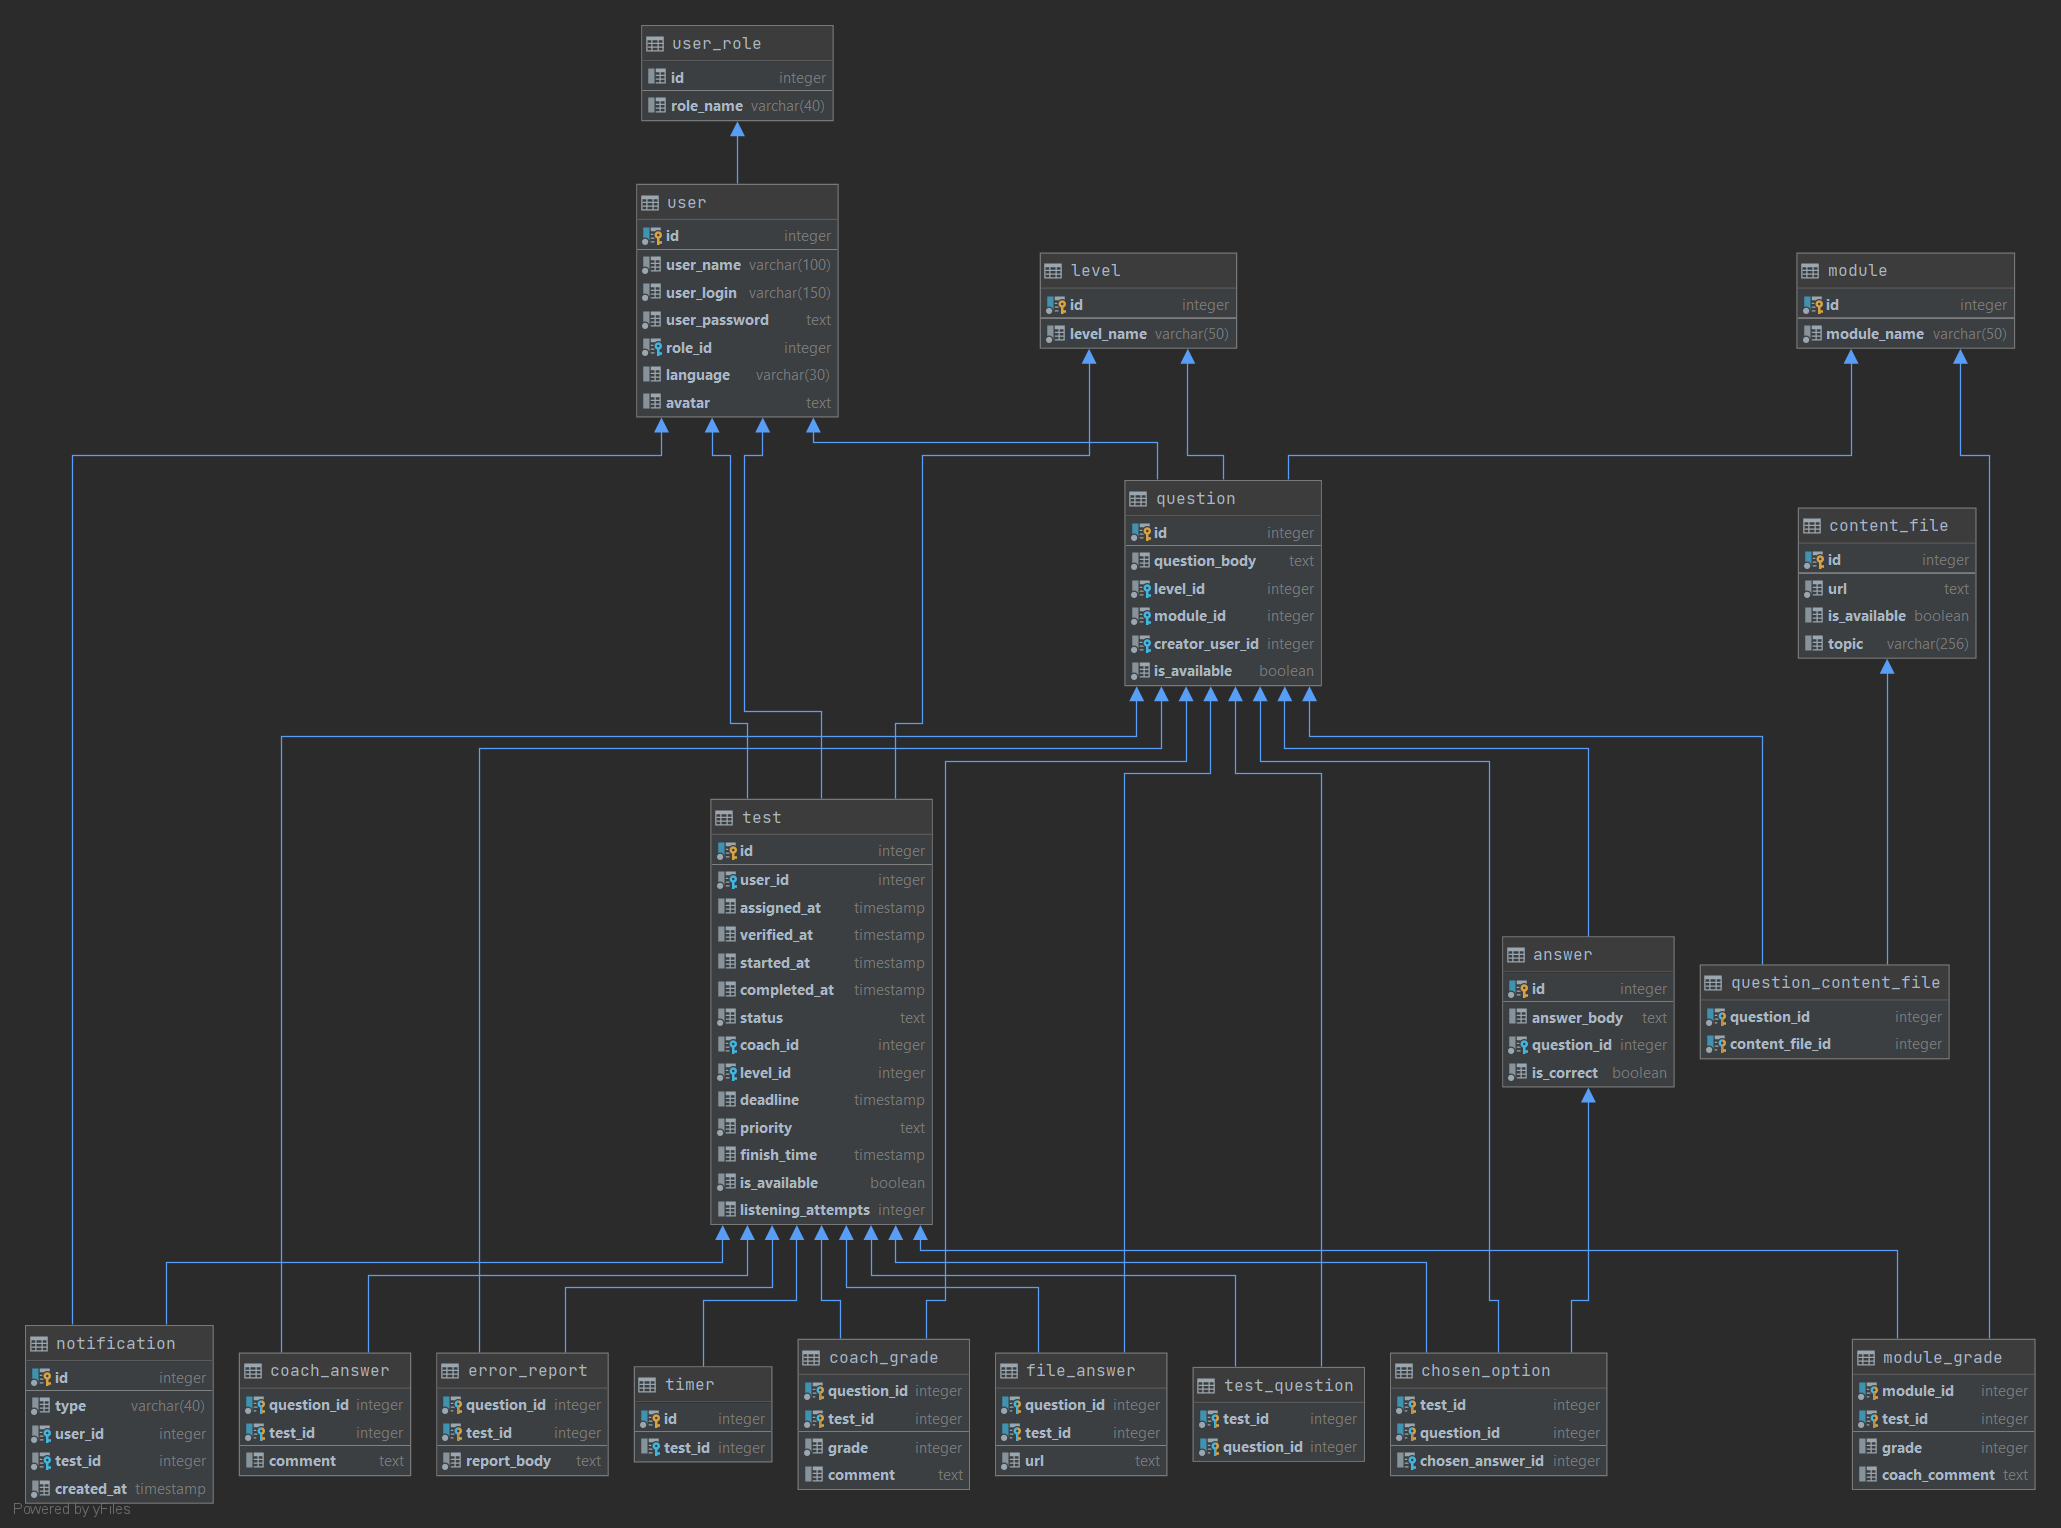 user_role
id integer
role_name varchar(40)
user
id integer
user_name varchar(100)
user_login varchar(150)
user_password text
role_id integer
language varchar(30)
avatar text
level
id integer
level_name varchar(50)
module
id integer
module_name varchar(50)
question
id integer
question_body text
level_id integer
module_id integer
creator_user_id integer
is_available boolean
content_file
id integer
url text
is_available boolean
topic varchar(256)
test
id integer
user_id integer
assigned_at timestamp
verified_at timestamp
started_at timestamp
completed_at timestamp
status text
coach_id integer
level_id integer
deadline timestamp
priority text
finish_time timestamp
is_available boolean
listening_attempts integer
answer
id integer
answer_body text
question_id integer
is_correct boolean
question_content_file
question_id integer
content_file_id integer
notification
id integer
type varchar(40)
user_id integer
test_id integer
created_at timestamp
coach_answer
question_id integer
test_id integer
comment text
error_report
question_id integer
test_id integer
report_body text
timer
id integer
test_id integer
coach_grade
question_id integer
test_id integer
grade integer
comment text
file_answer
question_id integer
test_id integer
url text
test_question
test_id integer
question_id integer
chosen_option
test_id integer
question_id integer
chosen_answer_id integer
module_grade
module_id integer
test_id integer
grade integer
coach_comment text
Powered by yFiles